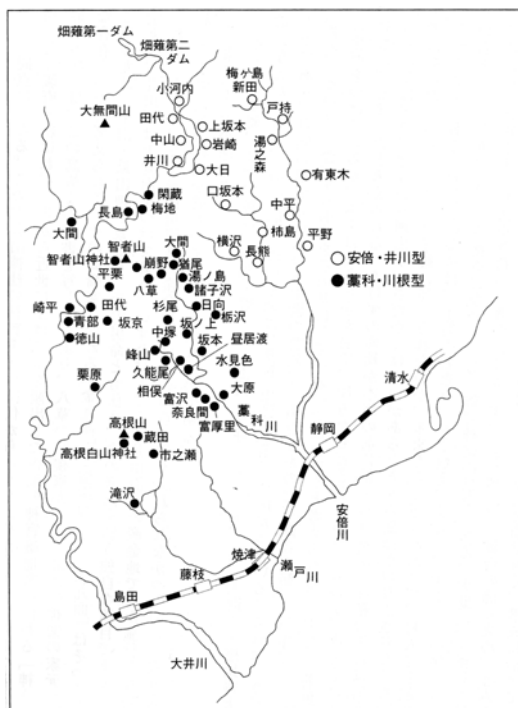 畑薙第一ダム
畑薙第二
ダム
小河内
梅ヶ島
新田
戸持
大無間山
田代
上坂本
中山
岩崎
湯之森
井川
大日
有東木
閑蔵
口坂本
長島
梅地
中平
大間
柿島
平野
智者山
大間
横沢
長熊
智者山神社
崩野
猶尾
湯ノ島
平栗
八草
諸子沢
○安倍・井川型
●藁科・川根型
崎平
田代
杉尾
日向
栃沢
青部
坂京
坂ノ上
徳山
中塚
坂本
昼居渡
峰山
水見色
栗原
久能尾
相俣
富沢
大原
清水
奈良間
藁科川
富厚里
静岡
高根山
蔵田
高根白山神社
市之瀬
滝沢
安倍川
焼津
瀬戸川
藤枝
島田
大井川